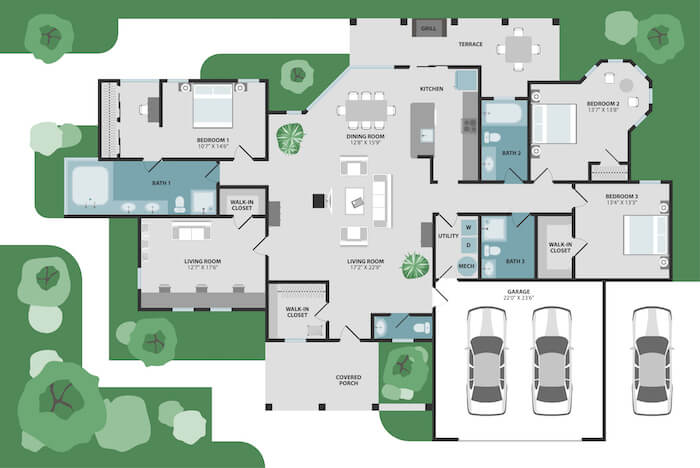 GRILL
TERRACE
KITCHEN
BEDROOM 2
13'7" X 13'8"
BEDROOM 1
10'7" X 14'6"
DINING ROOM
12'8" X 15'9"
BATH 2
BATH 1
WALK-IN
CLOSET
BEDROOM 3
13'4" X 13'3"
UTILITY
W
D
MECH
BATH 3
WALK-IN
CLOSET
LIVING ROOM
12'7" X 17'6"
LIVING ROOM
17'2" X 22'9"
GARAGE
22'0" X 23'6"
WALK-IN
CLOSET
COVERED
PORCH